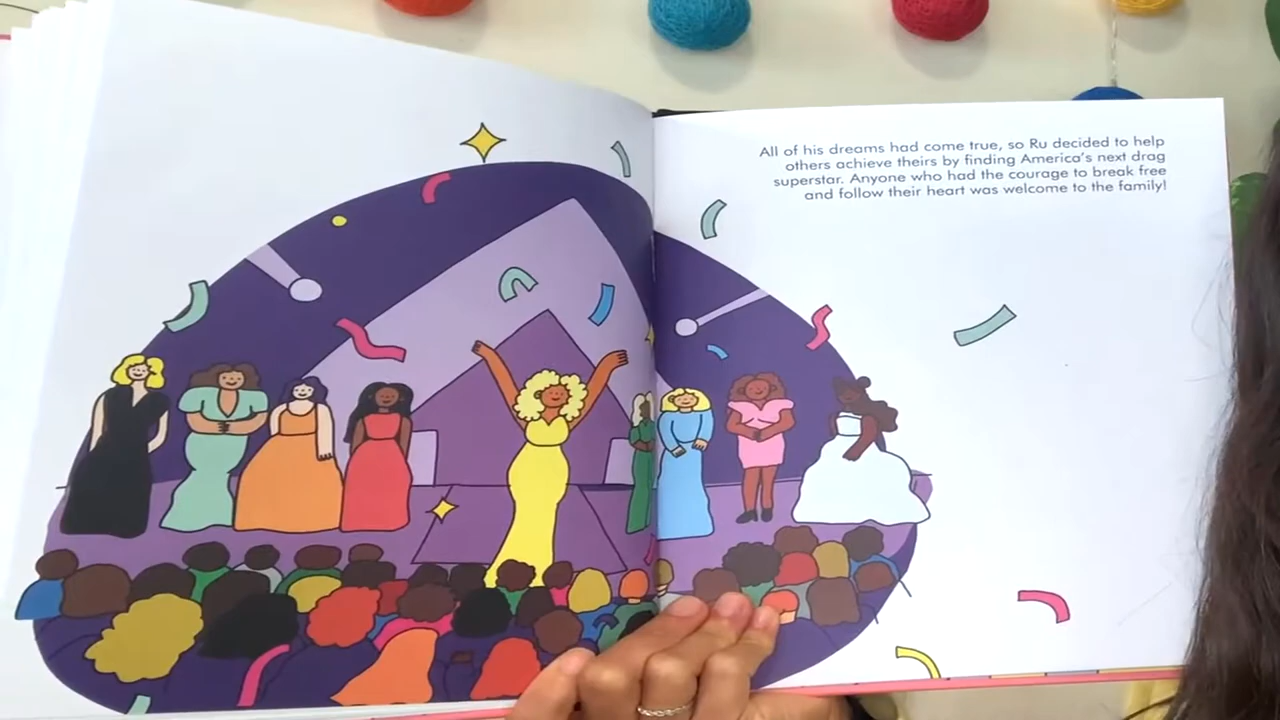 All of his dreams had come true, so Ru decided to help
others achieve theirs by finding America's next drag
superstar. Anyone who had the courage to break free
and follow their heart was welcome to the family!